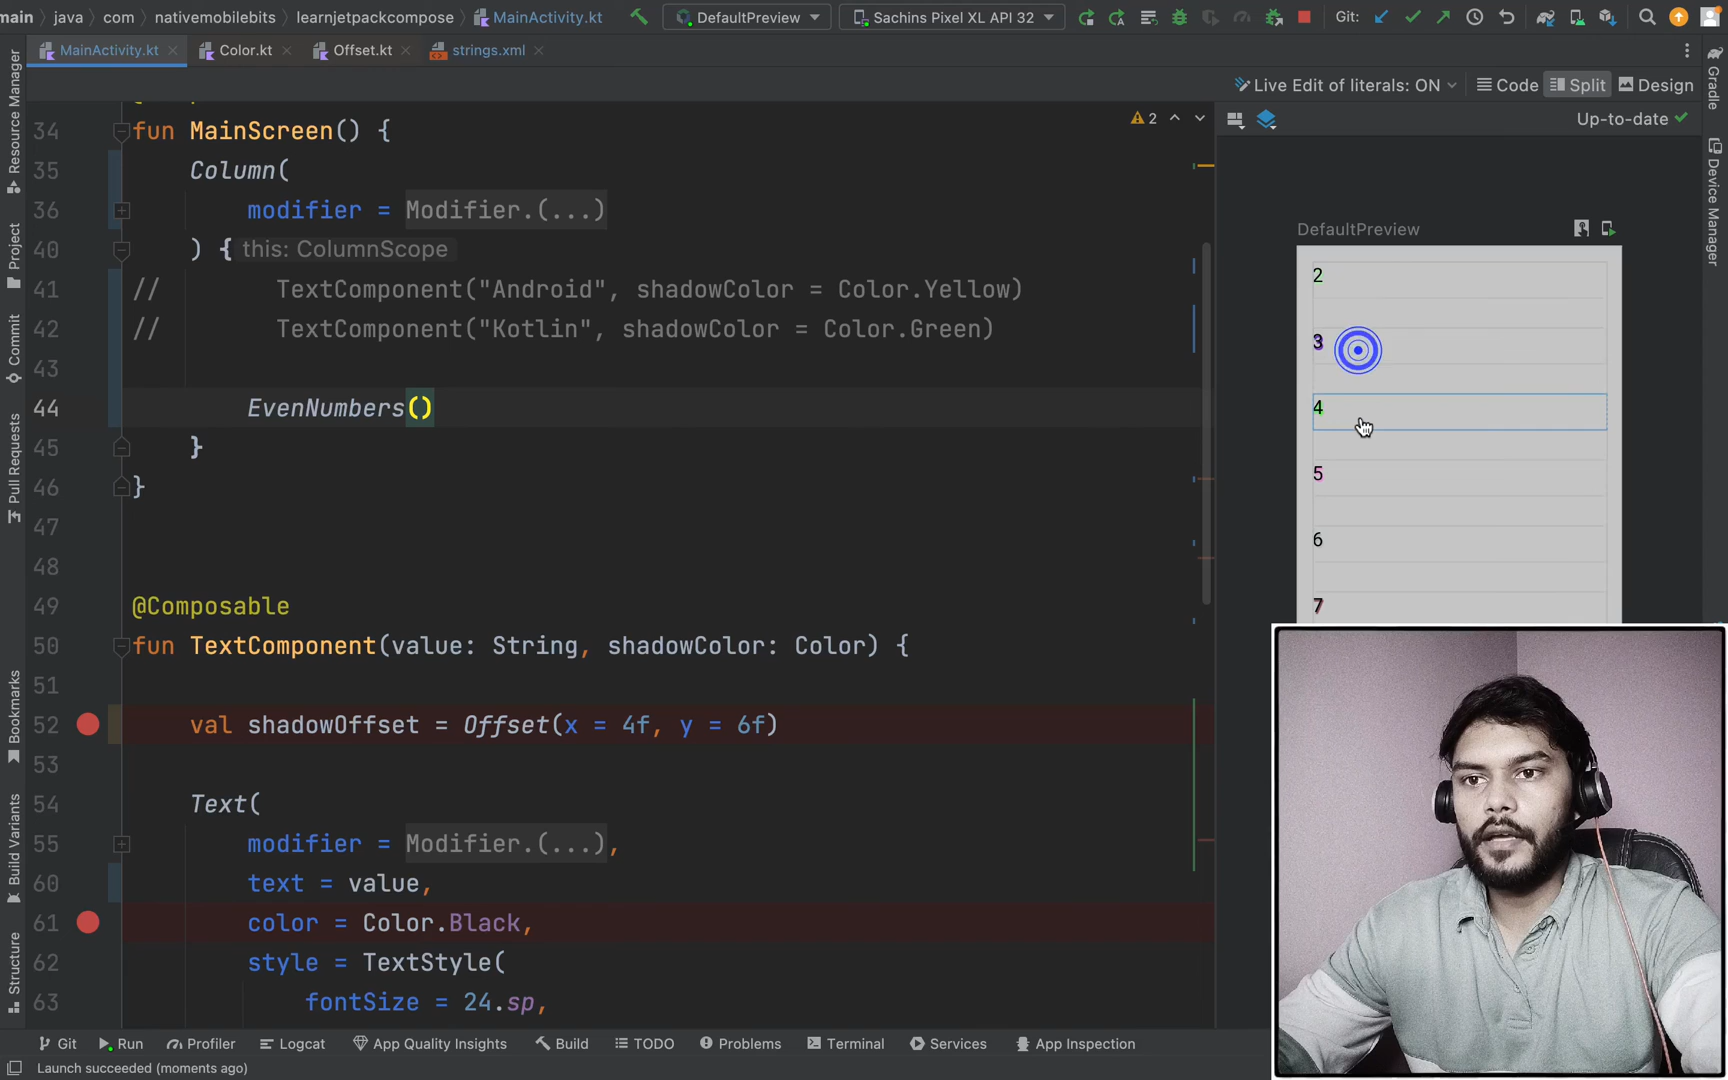 main
java
com
nativemobilebits
learnjetpackcompose
MainActivity.kt
DefaultPreview
Sachins Pixel XL API 32
Git:
MainActivity.kt
Color.kt
Offset.kt
strings.xml
Live Edit of literals: ON
Code
Split
Design
2
Up-to-date
34 fun MainScreen() {
35 Column(
36 modifier = Modifier.(...)
40 ) { this: ColumnScope
41 // TextComponent("Android", shadowColor = Color.Yellow)
42 // TextComponent("Kotlin", shadowColor = Color.Green)
43
44 EvenNumbers()
45 }
46 }
47
48
49 @Composable
50 fun TextComponent(value: String, shadowColor: Color) {
51
52 val shadowOffset = Offset(x = 4f, y = 6f)
53
54 Text(
55 modifier = Modifier.(...),
60 text = value,
61 color = Color.Black,
62 style = TextStyle(
63 fontSize = 24.sp,
DefaultPreview
2
3
4
5
6
7
Resource Manager
Project
Commit
Pull Requests
Bookmarks
Build Variants
Structure
Gradle
Device Manager
Git
Run
Profiler
Logcat
App Quality Insights
Build
TODO
Problems
Terminal
Services
App Inspection
Launch succeeded (moments ago)